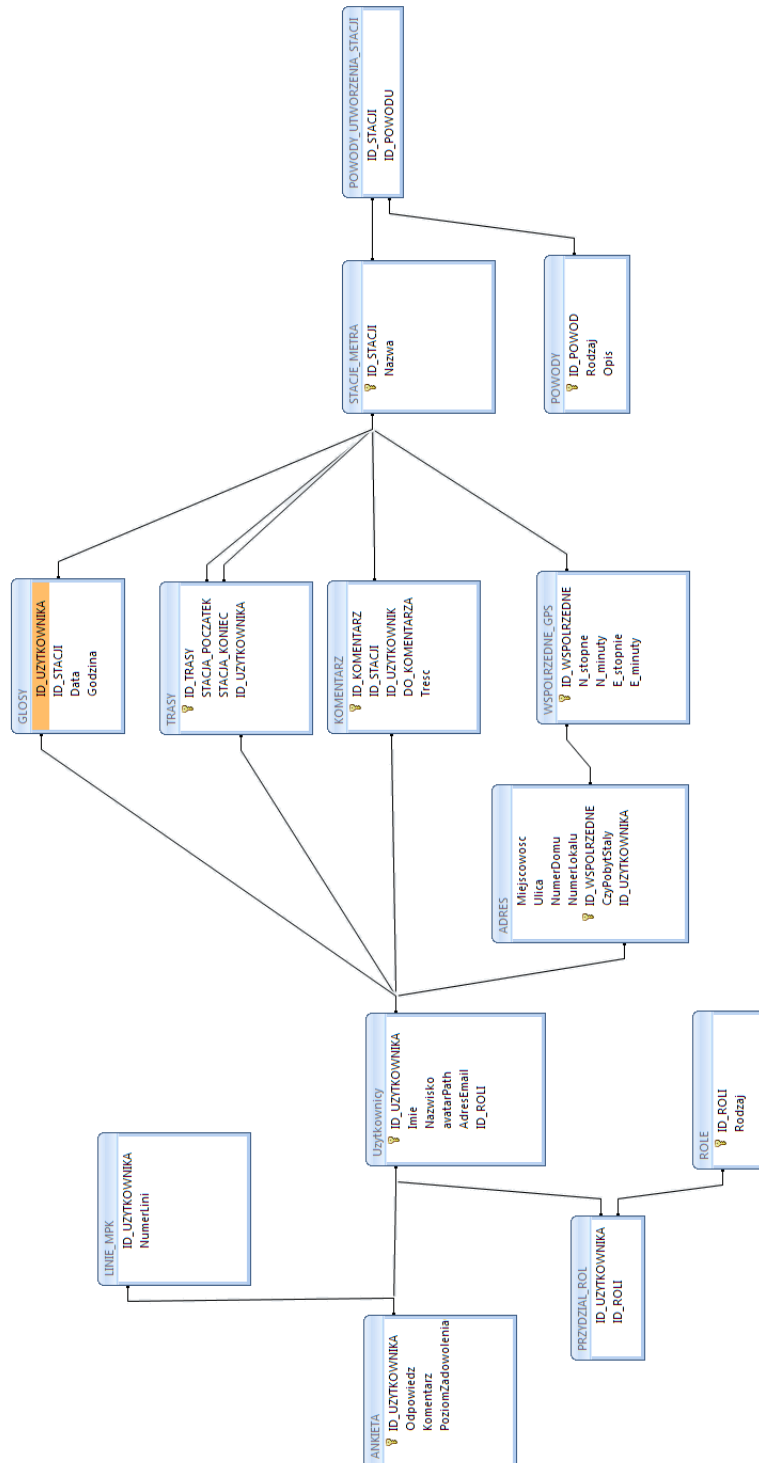 GLOSY
ID_UZYTKOWNIKA
ID_STACJI
Data
Godzina
TRASY
ID_TRASY
STACJA_POCZATEK
STACJA_KONIEC
ID_UZYTKOWNIKA
KOMENTARZ
ID_KOMENTARZ
ID_STACJI
ID_UZYTKOWNIK
DO_KOMENTARZA
Tresc
WSPOLRZEDNE_GPS
ID_WSPOLRZEDNE
N_stopne
N_minuty
E_stopnie
E_minuty
STACJE_METRA
ID_STACJI
Nazwa
POWODY_UTWORZENIA_STACJI
ID_STACJI
ID_POWODU
POWODY
ID_POWOD
Rodzaj
Opis
ADRES
Miejscowosc
Ulica
NumerDomu
NumerLokalu
ID_WSPOLRZEDNE
CzyPobytStaly
ID_UZYTKOWNIKA
Uzytkownicy
ID_UZYTKOWNIKA
Imie
Nazwisko
avatarPath
AdresEmail
ID_ROLI
LINIE_MPK
ID_UZYTKOWNIKA
NumerLini
ANKIETA
ID_UZYTKOWNIKA
Odpowiedz
Komentarz
PoziomZadowolenia
PRZYDZIAL_ROL
ID_UZYTKOWNIKA
ID_ROLI
ROLE
ID_ROLI
Rodzaj